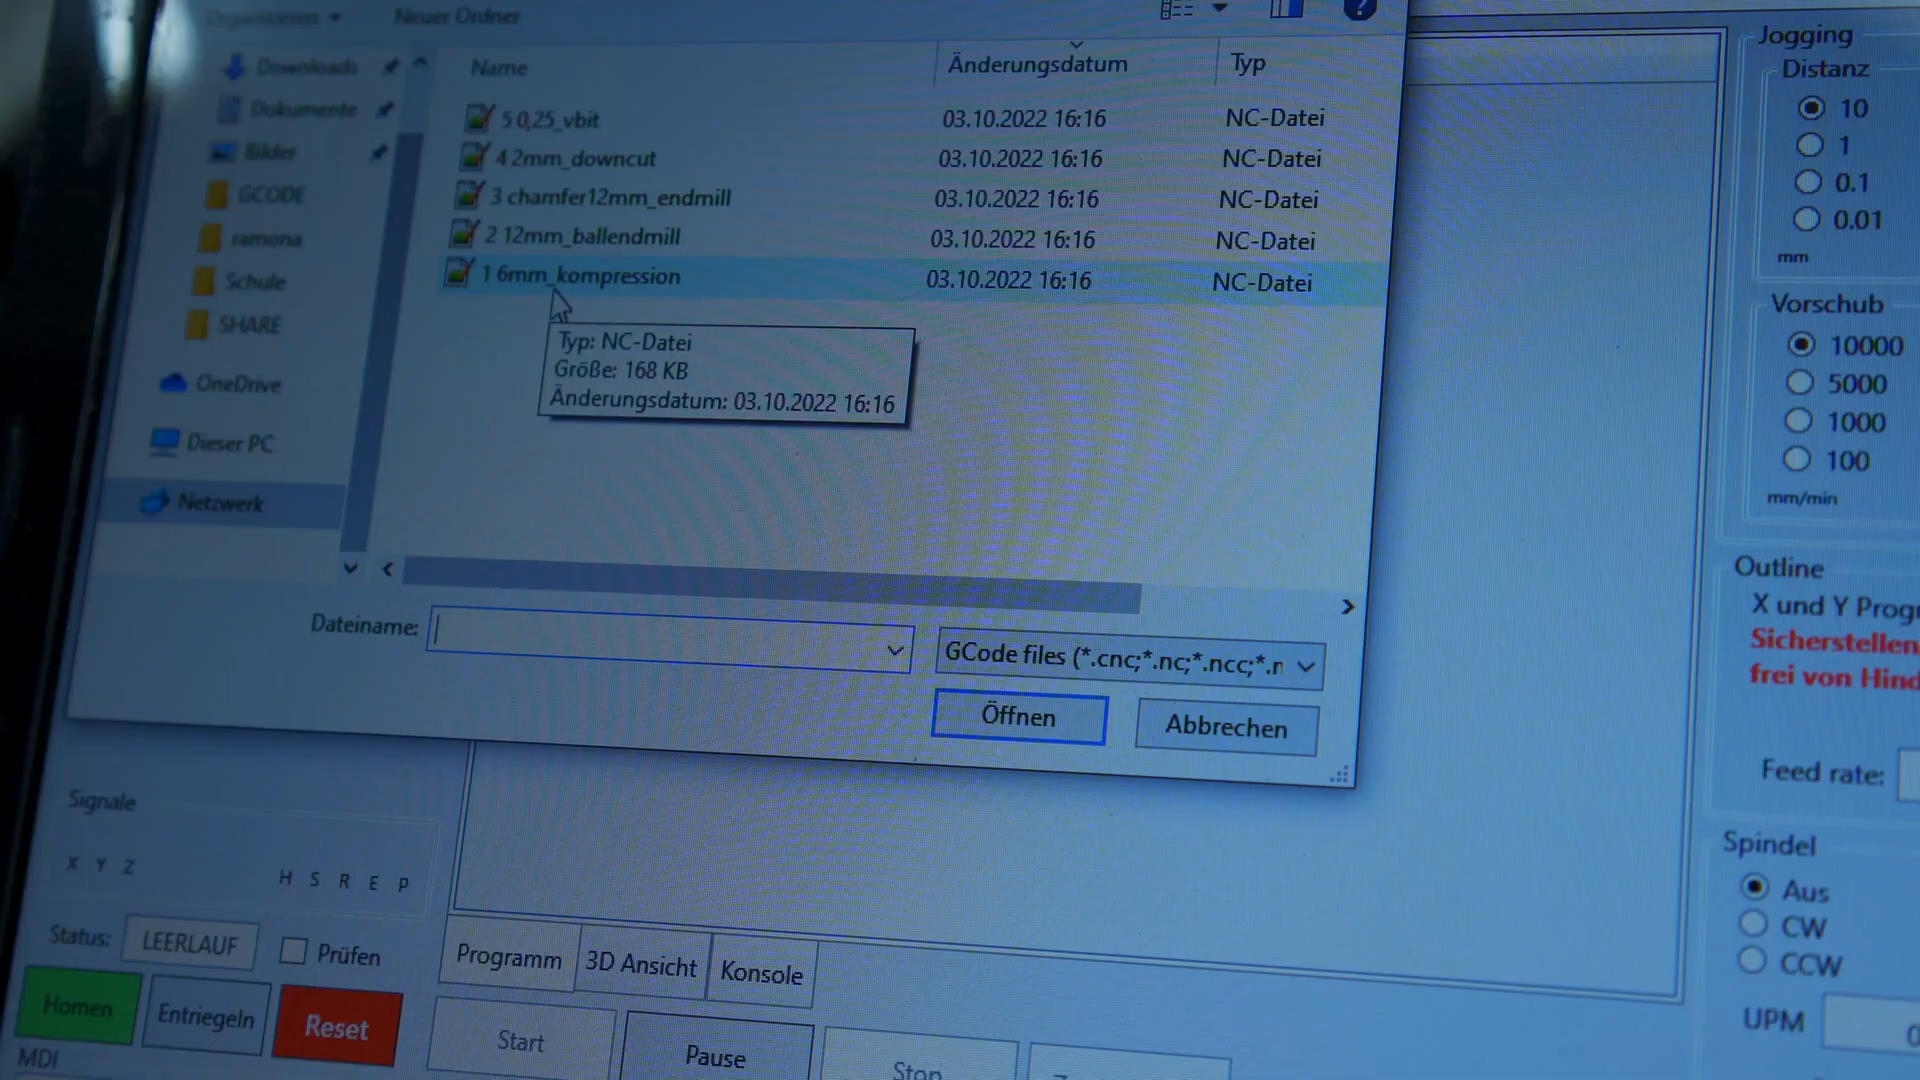 Organisieren
Neuer Ordner
Downloads
Dokumente
Bilder
GCODE
ramona
Schule
SHARE
OneDrive
Dieser PC
Netzwerk
Name Änderungsdatum Typ
5 0,25_vbit 03.10.2022 16:16 NC-Datei
4 2mm_downcut 03.10.2022 16:16 NC-Datei
3 chamfer12mm_endmill 03.10.2022 16:16 NC-Datei
2 12mm_ballendmill 03.10.2022 16:16 NC-Datei
1 6mm_kompression 03.10.2022 16:16 NC-Datei
Typ: NC-Datei
Größe: 168 KB
Änderungsdatum: 03.10.2022 16:16
Dateiname:
GCode files (*.cnc;*.nc;*.ncc;*.n
Öffnen
Abbrechen
Jogging
Distanz
10
1
0.1
0.01
mm
Vorschub
10000
5000
1000
100
mm/min
Outline
X und Y Prog
Sicherstellen
frei von Hind
Feed rate:
Spindel
Aus
CW
CCW
UPM 0
Signale
X Y Z
H S R E P
Status: LEERLAUF Prüfen
Homen Entriegeln Reset
MDI
Programm 3D Ansicht Konsole
Start Pause Stop